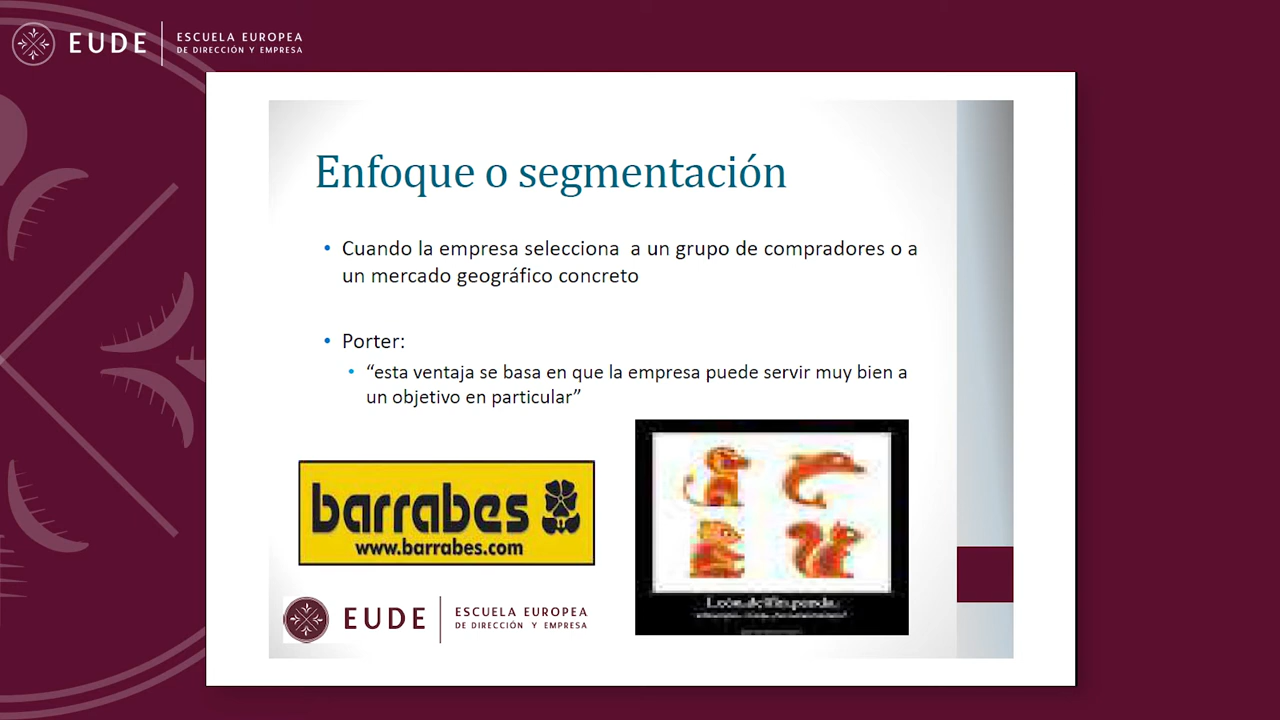 EUDE
ESCUELA EUROPEA
DE DIRECCIÓN Y EMPRESA
Enfoque o segmentación
• Cuando la empresa selecciona a un grupo de compradores o a
un mercado geográfico concreto
• Porter:
• “esta ventaja se basa en que la empresa puede servir muy bien a
un objetivo en particular”
barrabes
www.barrabes.com
EUDE
ESCUELA EUROPEA
DE DIRECCIÓN Y EMPRESA